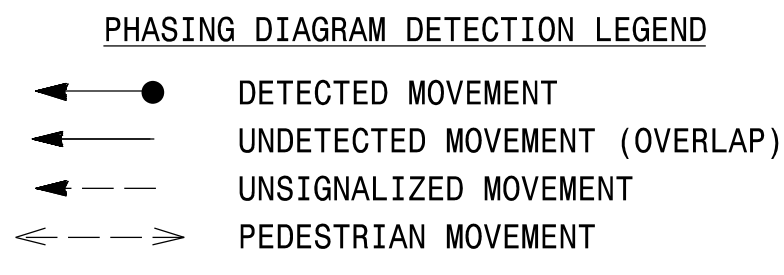 PHASING DIAGRAM DETECTION LEGEND
DETECTED MOVEMENT
UNDETECTED MOVEMENT (OVERLAP)
UNSIGNALIZED MOVEMENT
PEDESTRIAN MOVEMENT